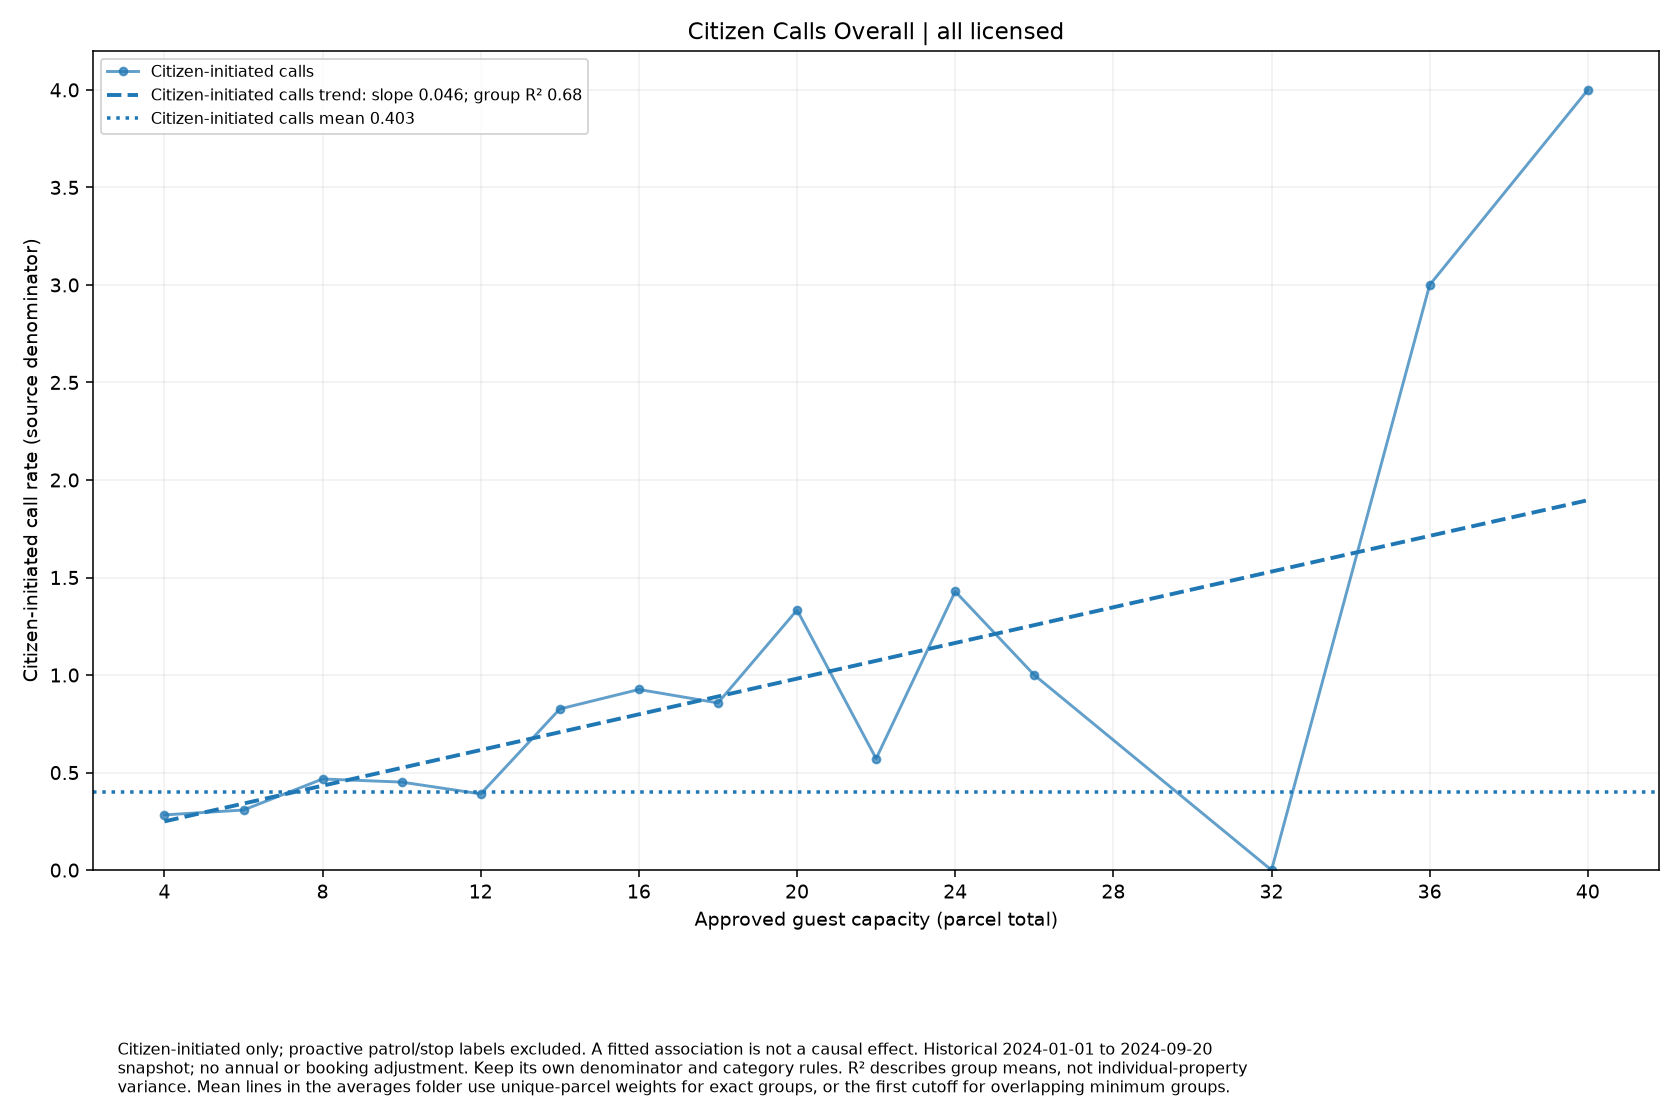 Citizen Calls Overall | all licensed
Citizen-initiated calls
Citizen-initiated calls trend: slope 0.046; group R² 0.68
Citizen-initiated calls mean 0.403
Citizen-initiated call rate (source denominator)
4.0
3.5
3.0
2.5
2.0
1.5
1.0
0.5
0.0
4 8 12 16 20 24 28 32 36 40
Approved guest capacity (parcel total)
Citizen-initiated only; proactive patrol/stop labels excluded. A fitted association is not a causal effect. Historical 2024-01-01 to 2024-09-20
snapshot; no annual or booking adjustment. Keep its own denominator and category rules. R² describes group means, not individual-property
variance. Mean lines in the averages folder use unique-parcel weights for exact groups, or the first cutoff for overlapping minimum groups.